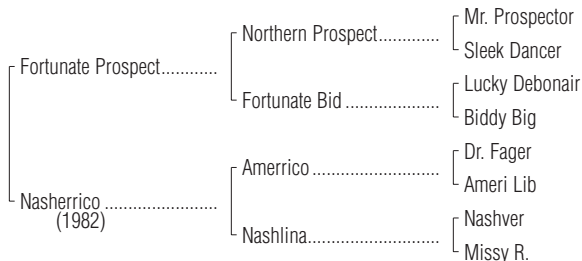 Mr. Prospector
Northern Prospect.............
Sleek Dancer
Fortunate Prospect............
Lucky Debonair
Fortunate Bid ....................
Biddy Big
Dr. Fager
Amerrico ...........................
Ameri Lib
Nasherrico ........................
(1982)
Nashver
Nashlina............................
Missy R.